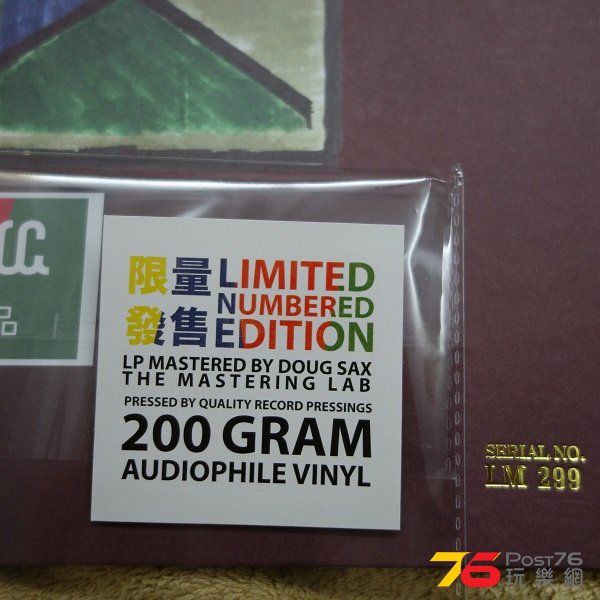 品
限量 LIMITED
NUMBERED
發售 EDITION
LP MASTERED BY DOUG SAX
THE MASTERING LAB
PRESSED BY QUALITY RECORD PRESSINGS
200 GRAM
AUDIOPHILE VINYL
SERIAL NO.
LM 299
76 POST76
玩樂網